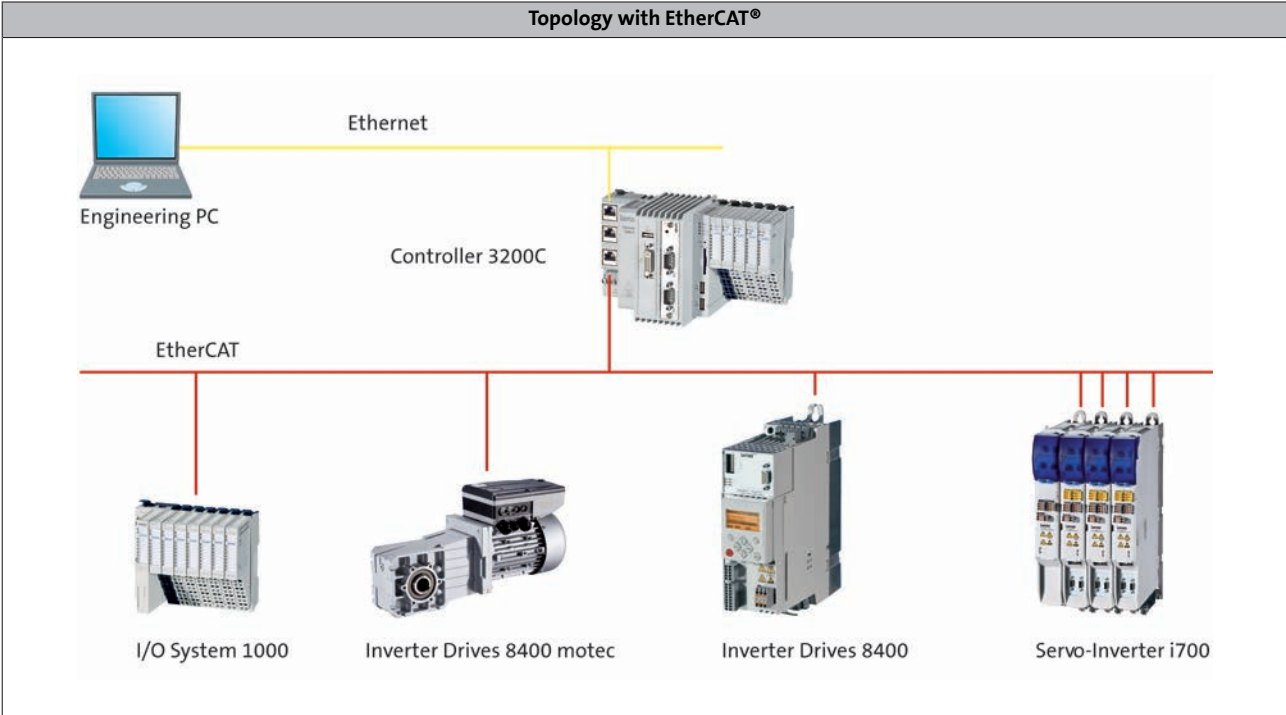 Topology with EtherCAT®
Ethernet
Engineering PC
Controller 3200C
EtherCAT
I/O System 1000
Inverter Drives 8400 motec
Inverter Drives 8400
Servo-Inverter i700